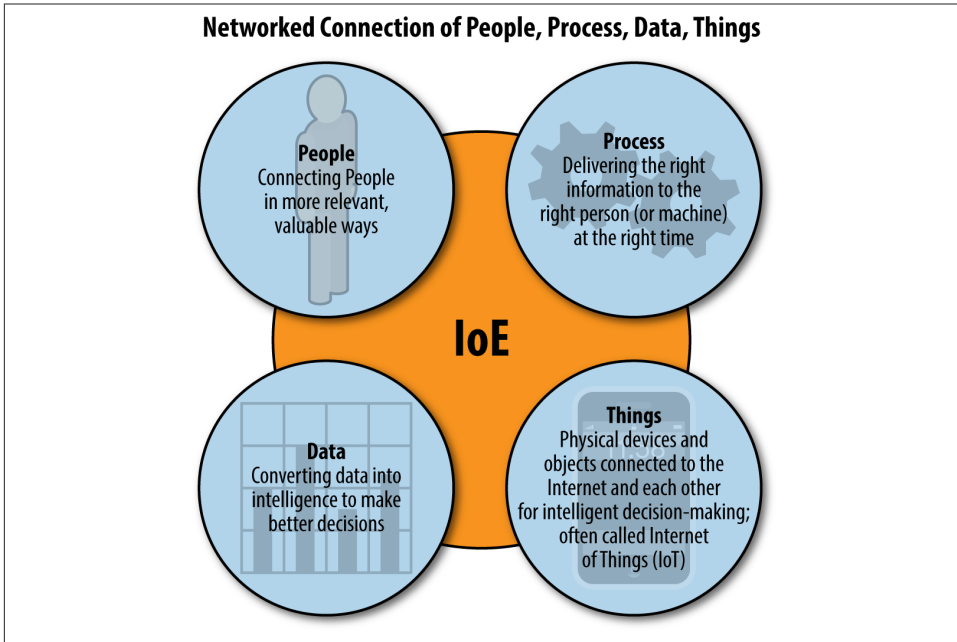 Networked Connection of People, Process, Data, Things
People
Connecting People
in more relevant,
valuable ways
Process
Delivering the right
information to the
right person (or machine)
at the right time
IoE
Data
Converting data into
intelligence to make
better decisions
Things
Physical devices and
objects connected to the
Internet and each other
for intelligent decision-making;
often called Internet
of Things (IoT)